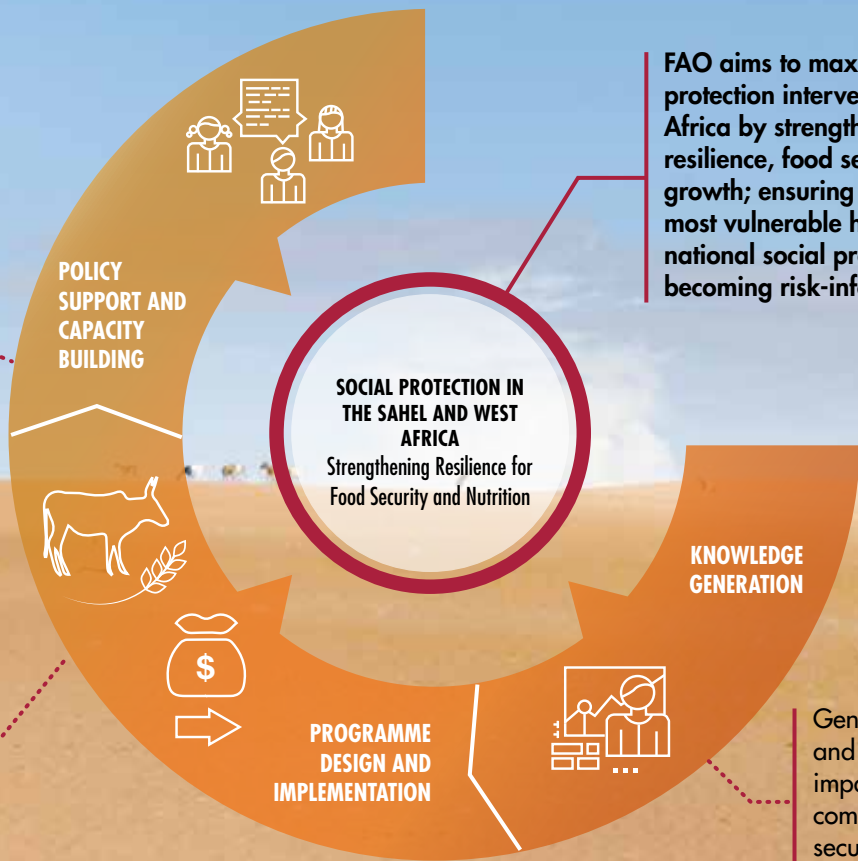 FAO aims to max
protection interve
Africa by strength
resilience, food se
growth; ensuring
most vulnerable h
national social pr
becoming risk-inf
POLICY
SUPPORT AND
CAPACITY
BUILDING
SOCIAL PROTECTION IN
THE SAHEL AND WEST
AFRICA
Strengthening Resilience for
Food Security and Nutrition
KNOWLEDGE
GENERATION
$
PROGRAMME
DESIGN AND
IMPLEMENTATION
Gen
and
impa
com
secu